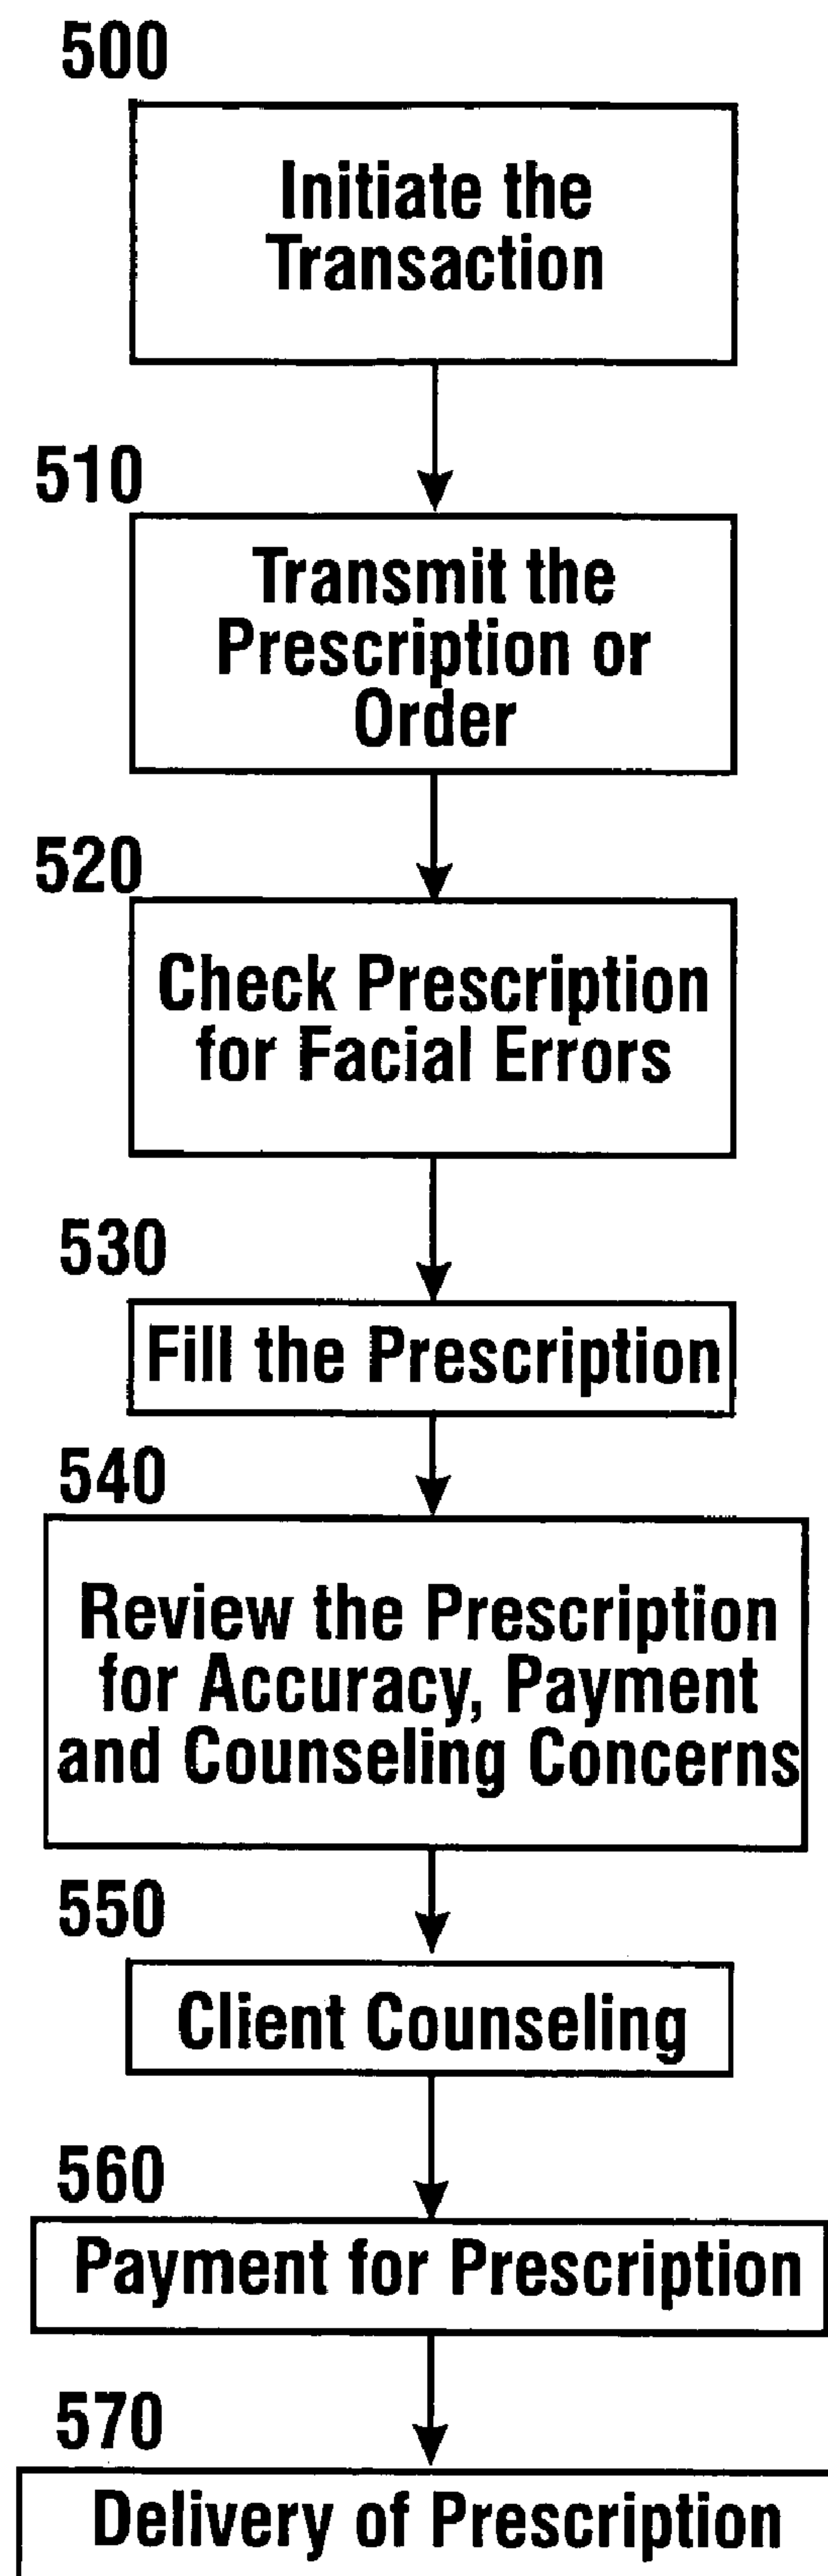 500
Initiate the
Transaction
510
Transmit the
Prescription or
Order
520
Check Prescription
for Facial Errors
530
Fill the Prescription
540
Review the Prescription
for Accuracy, Payment
and Counseling Concerns
550
Client Counseling
560
Payment for Prescription
570
Delivery of Prescription